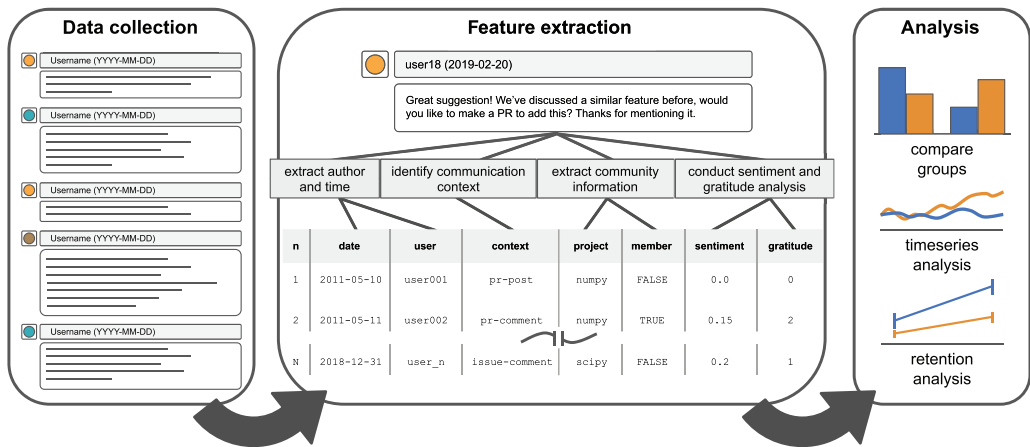 Data collection
Username (YYYY-MM-DD)
Username (YYYY-MM-DD)
Username (YYYY-MM-DD)
Username (YYYY-MM-DD)
Username (YYYY-MM-DD)
Feature extraction
user18 (2019-02-20)
Great suggestion! We've discussed a similar feature before, would
you like to make a PR to add this? Thanks for mentioning it.
extract author
and time
identify communication
context
extract community
information
conduct sentiment and
gratitude analysis
n date user context project member sentiment gratitude
1 2011-05-10 user001 pr-post numpy FALSE 0.0 0
2 2011-05-11 user002 pr-comment numpy TRUE 0.15 2
N 2018-12-31 user_n issue-comment scipy FALSE 0.2 1
Analysis
compare
groups
timeseries
analysis
retention
analysis